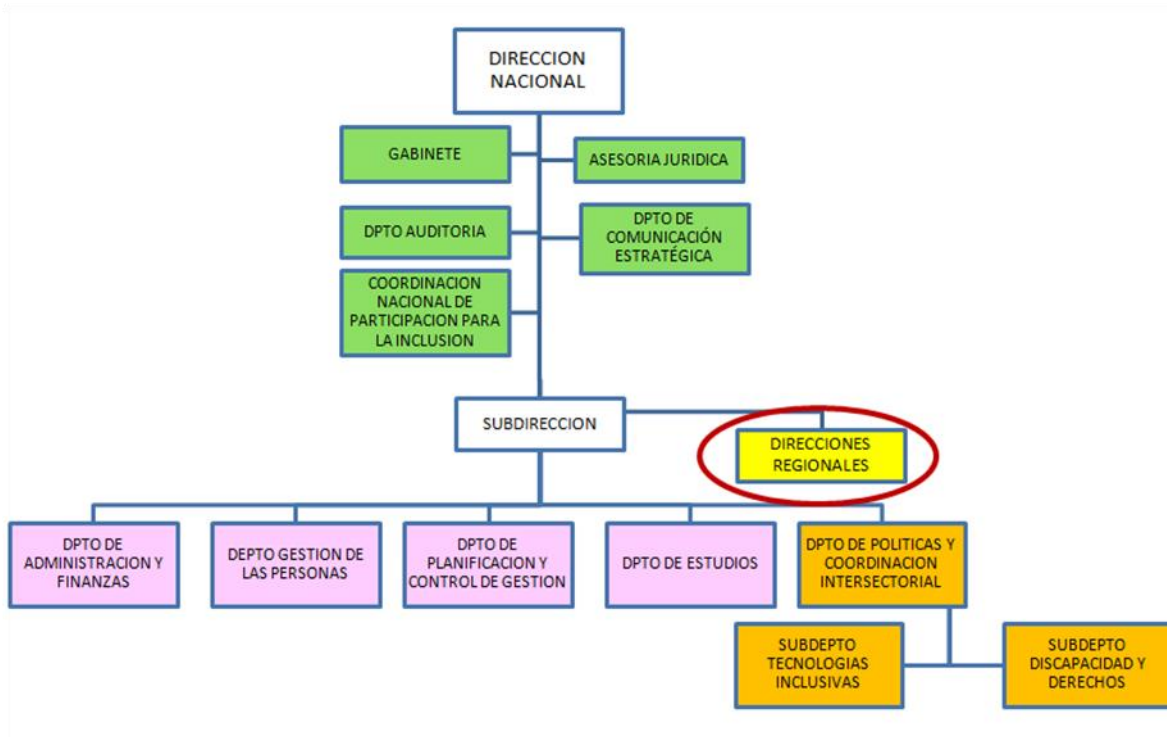 DIRECCION
NACIONAL
GABINETE
ASESORIA JURIDICA
DPTO AUDITORIA
DPTO DE
COMUNICACIÓN
ESTRATÉGICA
COORDINACION
NACIONAL DE
PARTICIPACION PARA
LA INCLUSION
SUBDIRECCION
DIRECCIONES
REGIONALES
DPTO DE
ADMINISTRACION Y
FINANZAS
DEPTO GESTION DE
LAS PERSONAS
DPTO DE
PLANIFICACION Y
CONTROL DE GESTION
DPTO DE ESTUDIOS
DPTO DE POLITICAS Y
COORDINACION
INTERSECTORIAL
SUBDEPTO
TECNOLOGIAS
INCLUSIVAS
SUBDEPTO
DISCAPACIDAD Y
DERECHOS